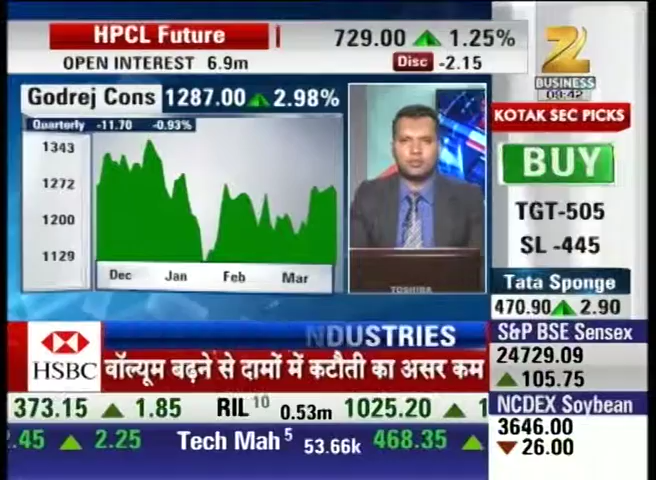 HPCL Future
729.00 1.25%
OPEN INTEREST 6.9m
Disc -2.15
Z
BUSINESS
09:42
Godrej Cons 1287.00 2.98%
Quarterly -11.70 -0.93%
1343
1272
1200
1129
Dec Jan Feb Mar
TOSHIBA
KOTAK SEC PICKS
BUY
TGT-505
SL -445
Tata Sponge
470.90 2.90
HSBC
NDUSTRIES
वॉल्यूम बढ़ने से दामों में कटौती का असर कम
S&P BSE Sensex
24729.09
105.75
NCDEX Soybean
3646.00
26.00
373.15 1.85 RIL 10 0.53m 1025.20 1
.45 2.25 Tech Mah 5 53.66k 468.35